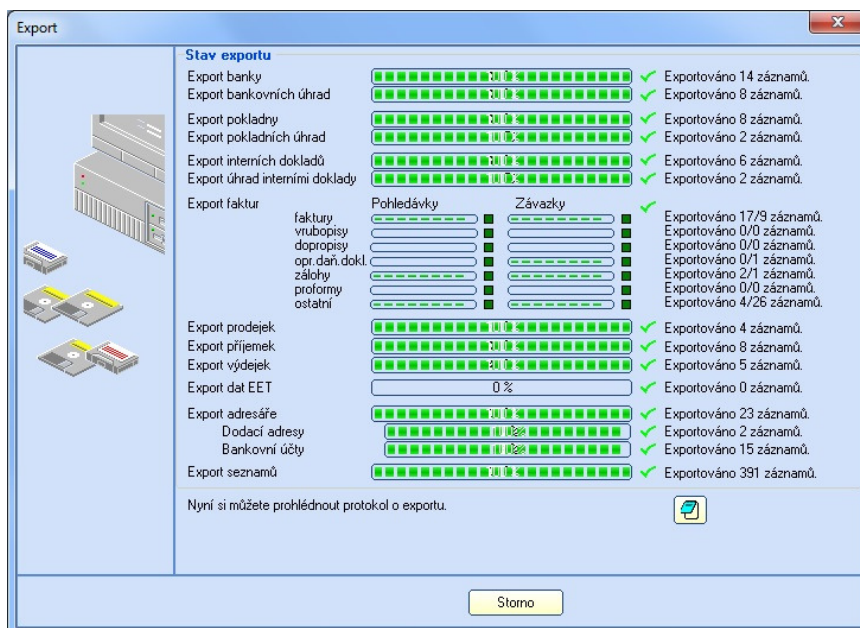 Export
Stav exportu
Export banky Exportováno 14 záznamů.
Export bankovních úhrad Exportováno 8 záznamů.
Export pokladny Exportováno 8 záznamů.
Export pokladních úhrad Exportováno 2 záznamů.
Export interních dokladů Exportováno 6 záznamů.
Export úhrad interními doklady Exportováno 2 záznamů.
Export faktur Pohledávky Závazky
faktury Exportováno 17/9 záznamů.
vrubopisy Exportováno 0/0 záznamů.
dopropisy Exportováno 0/0 záznamů.
opr.daň.dokl. Exportováno 0/1 záznamů.
zálohy Exportováno 2/1 záznamů.
proformy Exportováno 0/0 záznamů.
ostatní Exportováno 4/26 záznamů.
Export prodejek Exportováno 4 záznamů.
Export příjemek Exportováno 8 záznamů.
Export výdejek Exportováno 5 záznamů.
Export dat EET 0 % Exportováno 0 záznamů.
Export adresáře Exportováno 23 záznamů.
Dodací adresy Exportováno 2 záznamů.
Bankovní účty Exportováno 15 záznamů.
Export seznamů Exportováno 391 záznamů.
Nyní si můžete prohlédnout protokol o exportu.
Storno